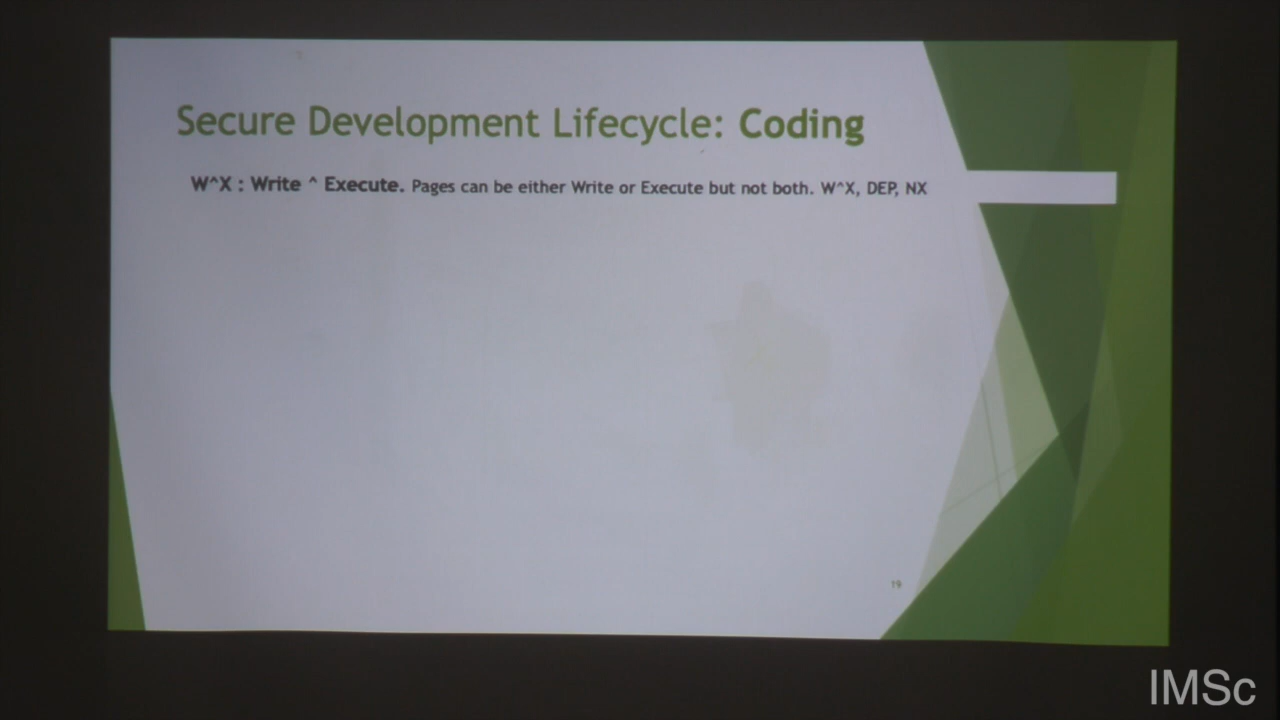 Secure Development Lifecycle: Coding
W^X : Write ^ Execute. Pages can be either Write or Execute but not both. W^X, DEP, NX
19
IMSc